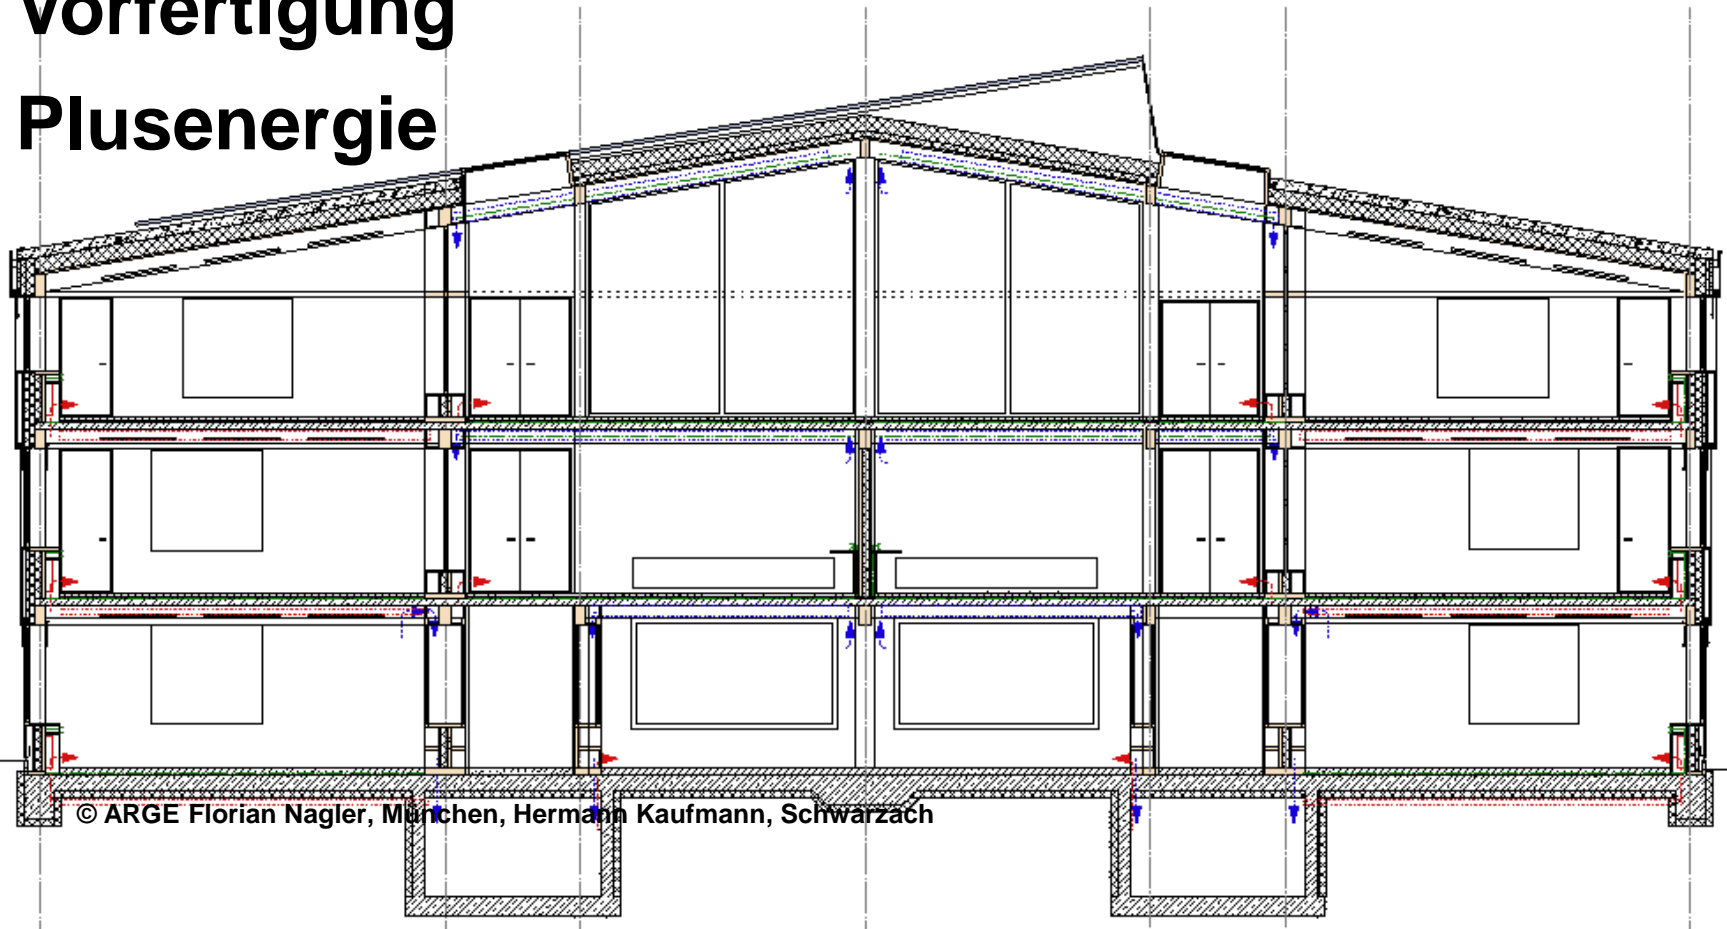 Vorfertigung
Plusenergie
© ARGE Florian Nagler, München, Hermann Kaufmann, Schwarzach